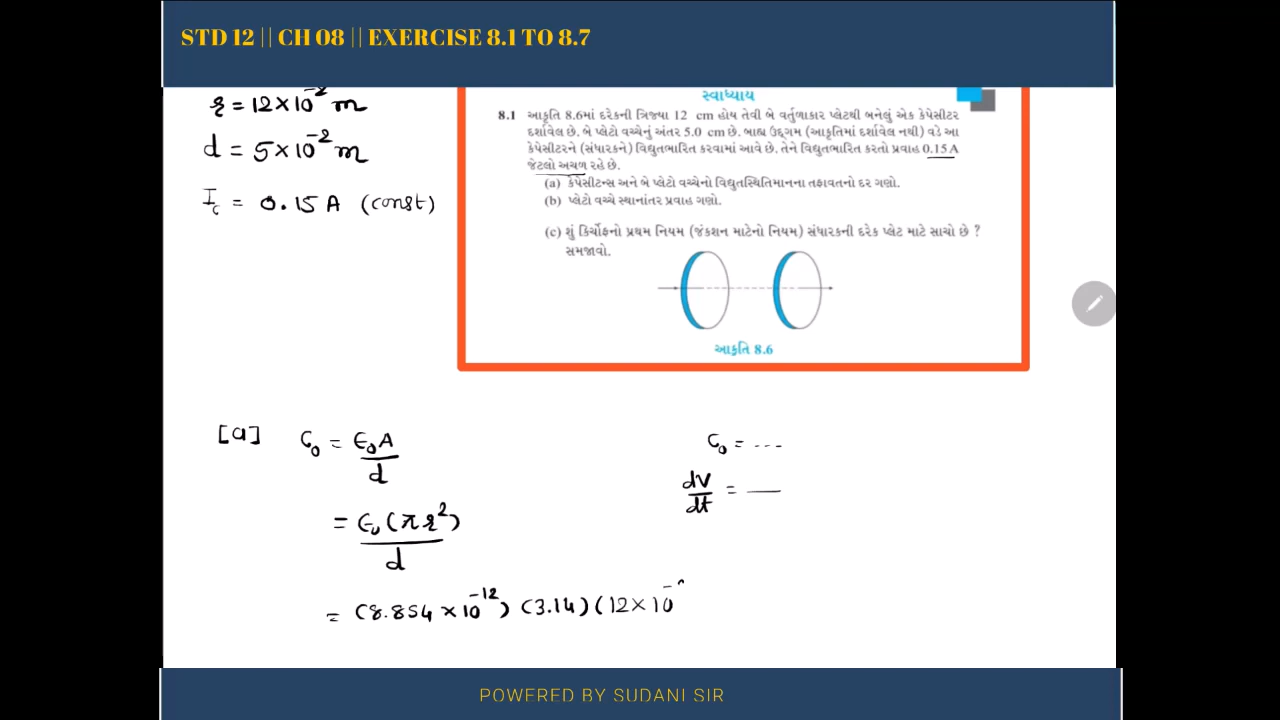 STD 12 || CH 08 || EXERCISE 8.1 TO 8.7
r = 12 × 10⁻² m
d = 5 × 10⁻² m
I_c = 0.15 A (const)
સ્વાધ્યાય
8.1 આકૃતિ 8.6માં દરેકની ત્રિજ્યા 12 cm હોય તેવી બે વર્તુળાકાર પ્લેટથી બનેલું એક કેપેસીટર
દર્શાવેલ છે. બે પ્લેટો વચ્ચેનું અંતર 5.0 cm છે. બાહ્ય ઉદ્દગમ (આકૃતિમાં દર્શાવેલ નથી) વડે આ
કેપેસીટરને (સંધારકને) વિદ્યુતભારિત કરવામાં આવે છે. તેને વિદ્યુતભારિત કરતો પ્રવાહ 0.15 A
જેટલો અચળ રહે છે.
(a) કેપેસીટન્સ અને બે પ્લેટો વચ્ચેનો વિદ્યુતસ્થિતિમાનના તફાવતનો દર ગણો.
(b) પ્લેટો વચ્ચે સ્થાનાંતર પ્રવાહ ગણો.
(c) શું કિર્ચોફનો પ્રથમ નિયમ (જંકશન માટેનો નિયમ) સંધારકની દરેક પ્લેટ માટે સાચો છે ?
સમજાવો.
આકૃતિ 8.6
[a] C₀ = ε₀A / d
= ε₀(πr²) / d
= (8.854 × 10⁻¹²) (3.14) (12 × 10⁻
C₀ = ---
dV/dt = —
POWERED BY SUDANI SIR